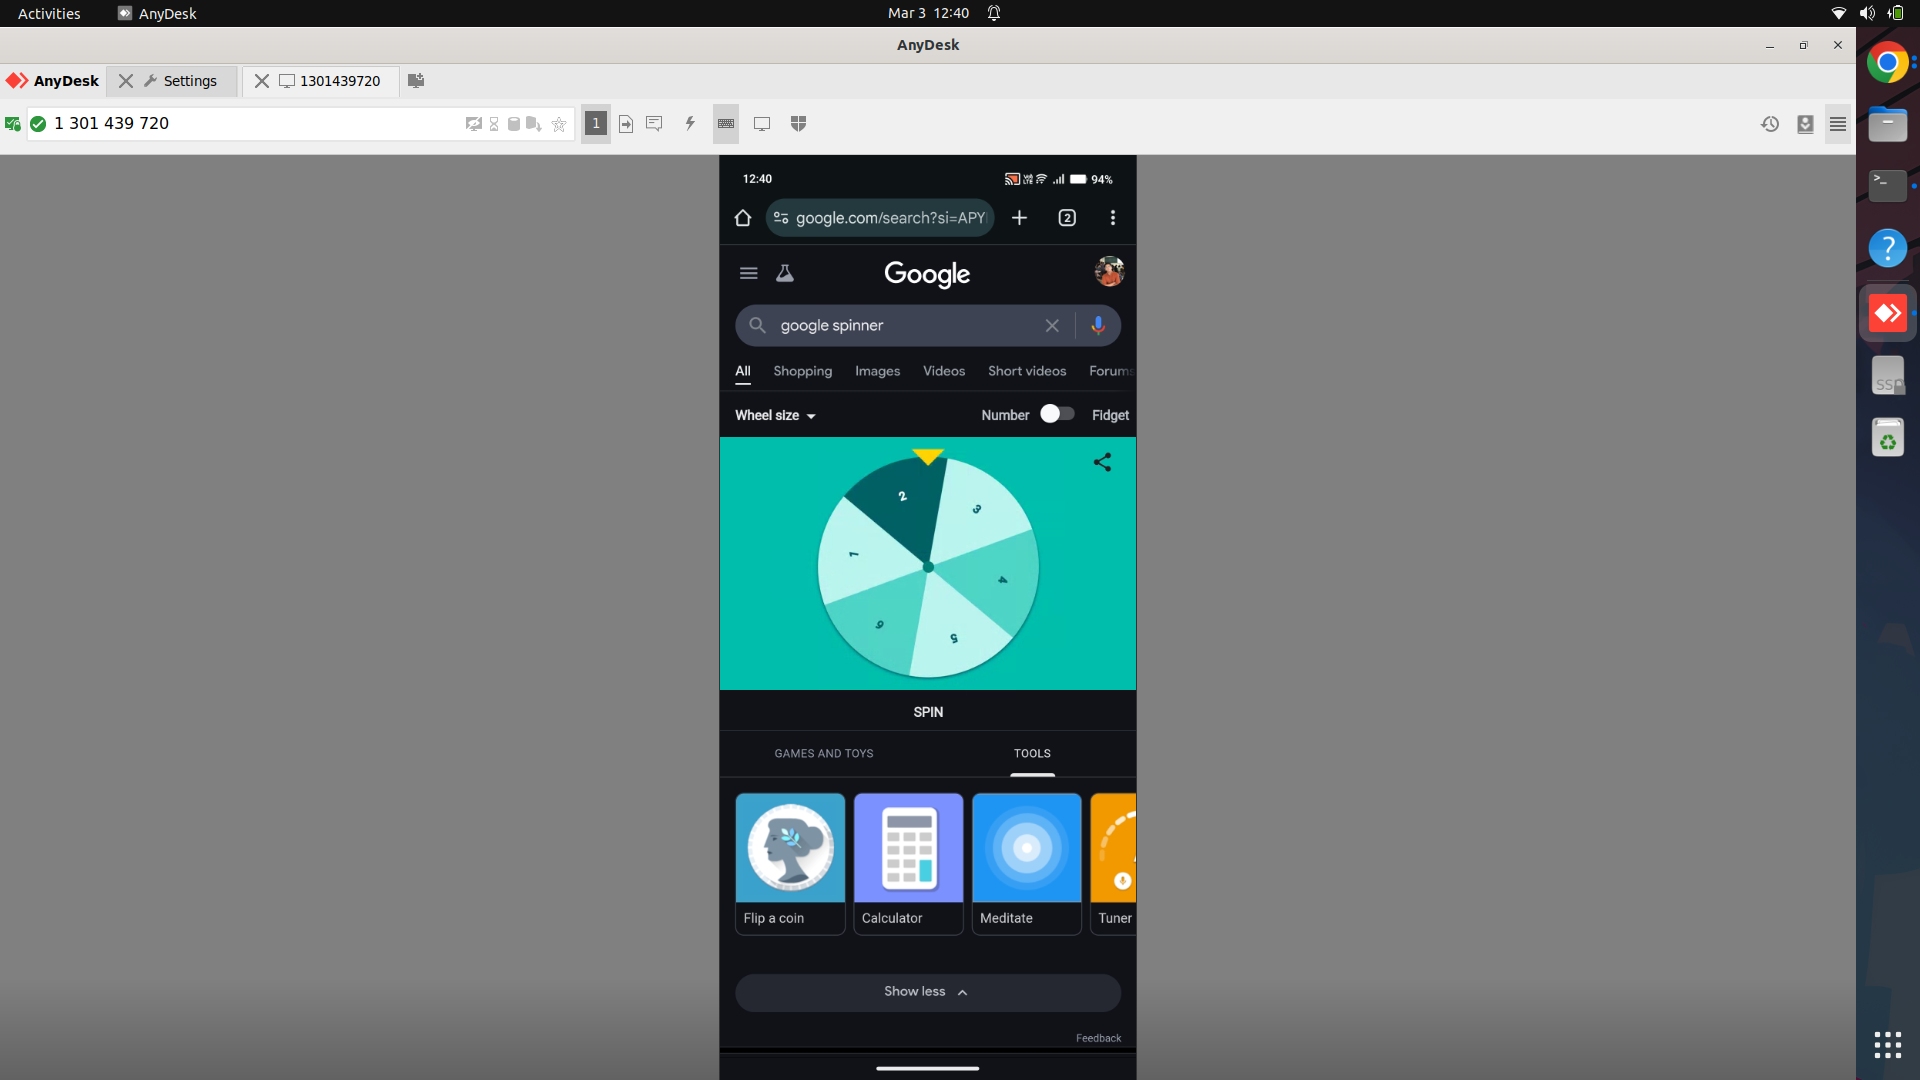 Activities
AnyDesk
Mar 3 12:40
AnyDesk
AnyDesk
Settings
1301439720
1 301 439 720
1
12:40
Vo
LTE
94%
google.com/search?si=APY
2
Google
google spinner
All
Shopping
Images
Videos
Short videos
Forums
Wheel size
Number
Fidget
2
3
1
4
6
5
SPIN
GAMES AND TOYS
TOOLS
Flip a coin
Calculator
Meditate
Tuner
Show less
Feedback
>_
?
SSD